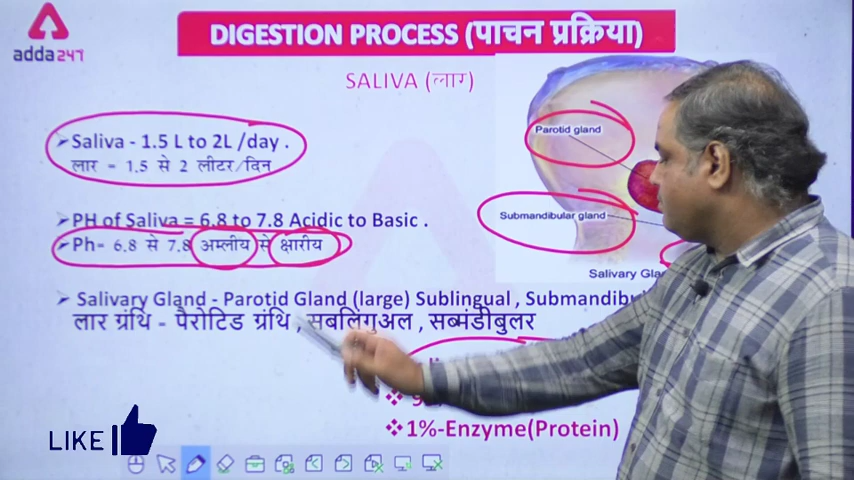 adda247
DIGESTION PROCESS (पाचन प्रक्रिया)
SALIVA (लार)
Parotid gland
➢Saliva - 1.5 L to 2L /day .
लार = 1.5 से 2 लीटर/दिन
Submandibular gland
➢PH of Saliva = 6.8 to 7.8 Acidic to Basic .
➢Ph= 6.8 से 7.8 अम्लीय से क्षारीय
Salivary
➢ Salivary Gland - Parotid Gland (large) Sublingual ,
लार ग्रंथि - पैरोटिड ग्रंथि , सबलिंगुअल , सब्मंडीबुलर
❖1%-Enzyme(Protein)
LIKE